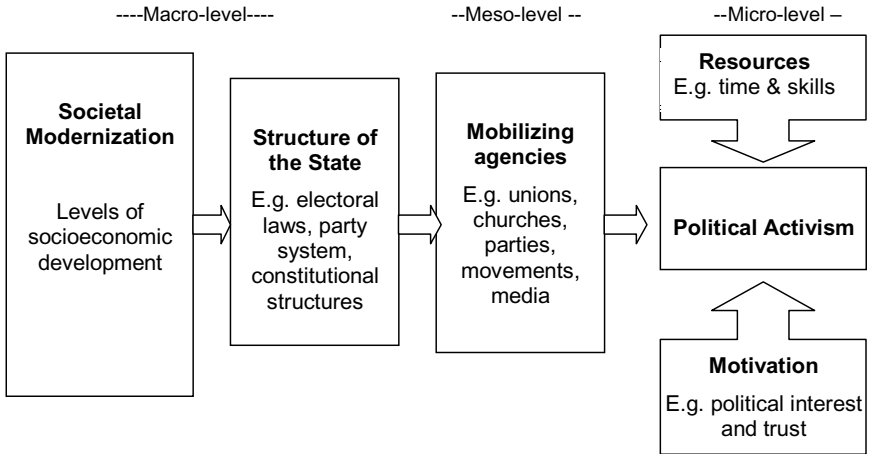 ----Macro-level----
--Meso-level --
--Micro-level –
Societal
Modernization
Levels of
socioeconomic
development
Structure of
the State
E.g. electoral
laws, party
system,
constitutional
structures
Mobilizing
agencies
E.g. unions,
churches,
parties,
movements,
media
Resources
E.g. time & skills
Political Activism
Motivation
E.g. political interest
and trust